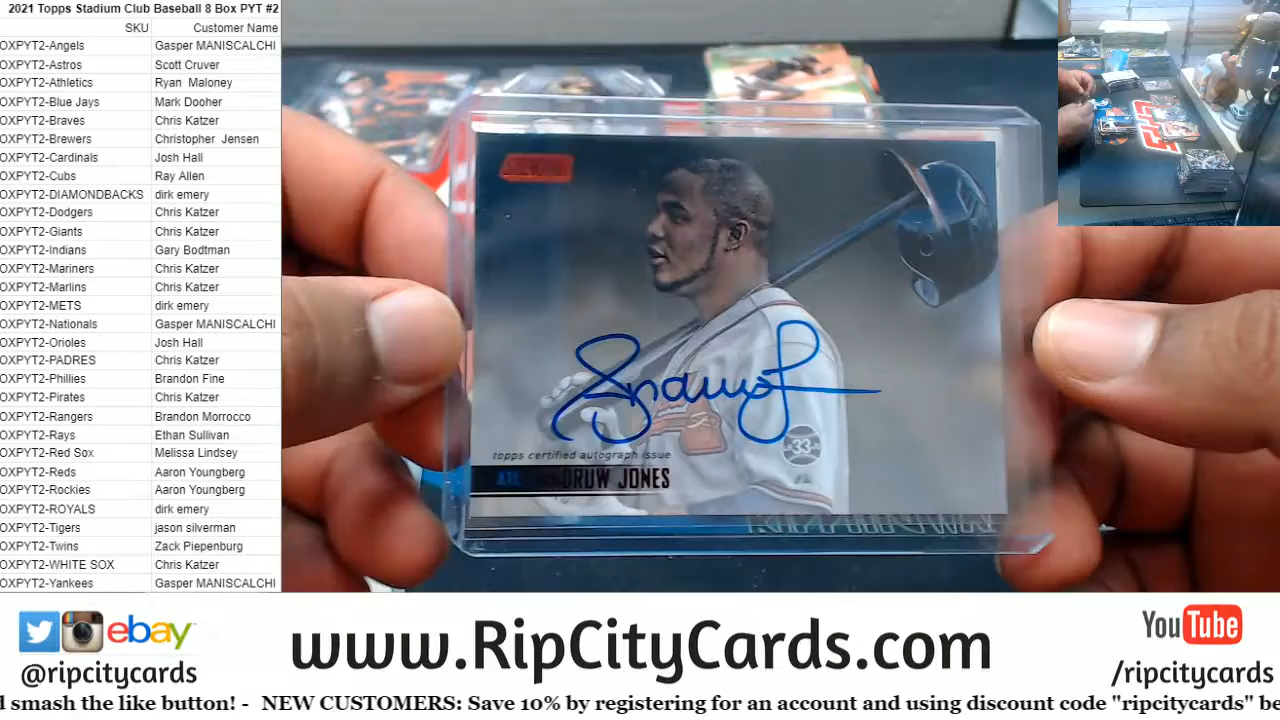 2021 Topps Stadium Club Baseball 8 Box PYT #2
SKU Customer Name
OXPYT2-Angels Gasper MANISCALCHI
OXPYT2-Astros Scott Cruver
OXPYT2-Athletics Ryan Maloney
OXPYT2-Blue Jays Mark Dooher
OXPYT2-Braves Chris Katzer
OXPYT2-Brewers Christopher Jensen
OXPYT2-Cardinals Josh Hall
OXPYT2-Cubs Ray Allen
OXPYT2-DIAMONDBACKS dirk emery
OXPYT2-Dodgers Chris Katzer
OXPYT2-Giants Chris Katzer
OXPYT2-Indians Gary Bodtman
OXPYT2-Mariners Chris Katzer
OXPYT2-Marlins Chris Katzer
OXPYT2-METS dirk emery
OXPYT2-Nationals Gasper MANISCALCHI
OXPYT2-Orioles Josh Hall
OXPYT2-PADRES Chris Katzer
OXPYT2-Phillies Brandon Fine
OXPYT2-Pirates Chris Katzer
OXPYT2-Rangers Brandon Morrocco
OXPYT2-Rays Ethan Sullivan
OXPYT2-Red Sox Melissa Lindsey
OXPYT2-Reds Aaron Youngberg
OXPYT2-Rockies Aaron Youngberg
OXPYT2-ROYALS dirk emery
OXPYT2-Tigers jason silverman
OXPYT2-Twins Zack Piepenburg
OXPYT2-WHITE SOX Chris Katzer
OXPYT2-Yankees Gasper MANISCALCHI
33
topps certified autograph issue
ATL ANDRUW JONES
ebay
@ripcitycards
www.RipCityCards.com
YouTube
/ripcitycards
d smash the like button! - NEW CUSTOMERS: Save 10% by registering for an account and using discount code "ripcitycards" be